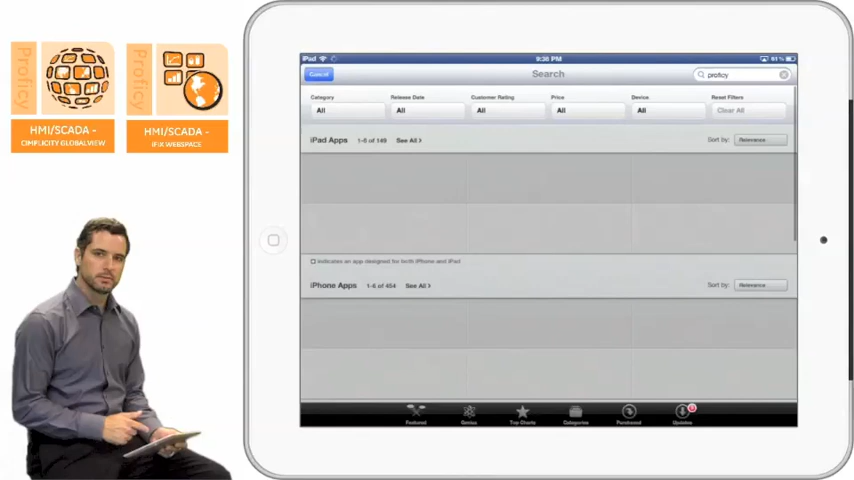 Proficy
HMI/SCADA -
CIMPLICITY GLOBALVIEW
Proficy
HMI/SCADA -
iFIX WEBSPACE
iPad
9:38 PM
61%
Cancel
Search
proficy
Category
All
Release Date
All
Customer Rating
All
Price
All
Device
All
Reset Filters
Clear All
iPad Apps 1-6 of 149 See All >
Sort by: Relevance
indicates an app designed for both iPhone and iPad
iPhone Apps 1-6 of 454 See All >
Sort by: Relevance
Featured
Genius
Top Charts
Categories
Purchased
Updates